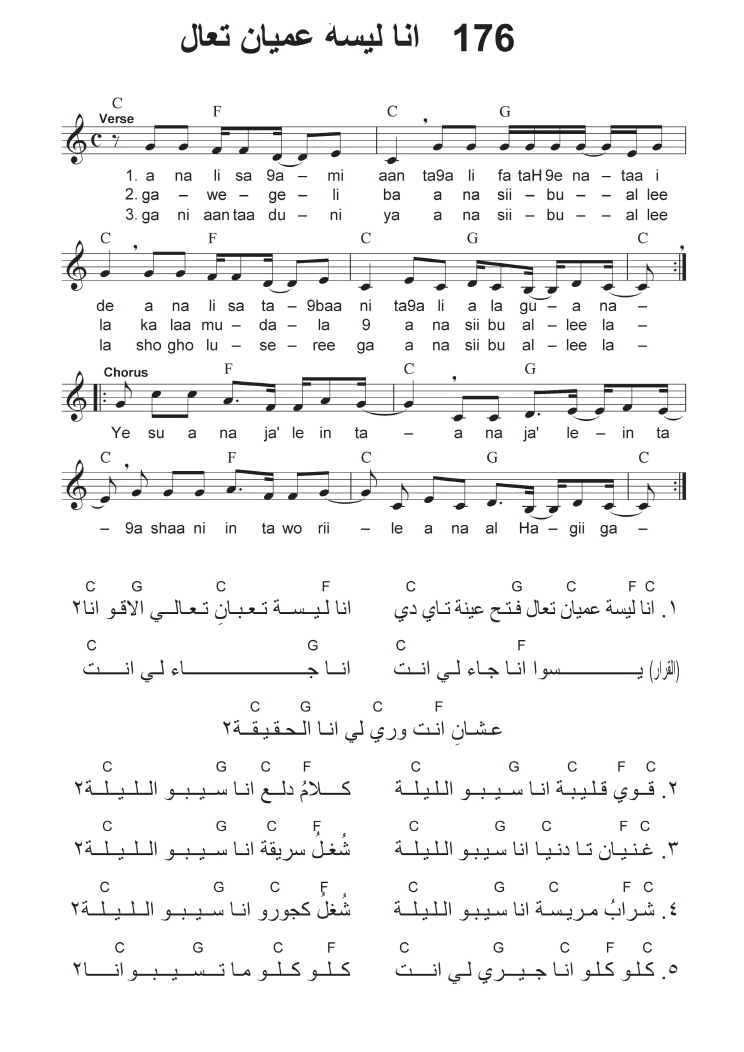 176 انا ليسة عميان تعال
C F C G
Verse
1. a na li sa 9a – mi aan ta9a li fa taH 9e na – taa i
2. ga – we – ge – li ba a na sii – bu – – al lee
3. ga ni aan taa du – ni ya a na sii – bu – – al lee
C F C G C
de a na li sa ta – 9baa ni ta9a li a la gu – a na –
la ka laa mu – da – la 9 a na sii bu al – lee la –
la sho gho lu – se – ree ga a na sii bu al – lee la –
Chorus F C G
Ye su a na ja' le in ta – a na ja' le – in ta
C F C G C
– 9a shaa ni in ta wo rii – le a na al Ha – gii ga –
C G C F C G C F C
١. انا ليسة عميان تعال فتح عينة تاي دي انا ليسة تعبانِ تعالي الاقو انا٢
C G C F
(القرار) يسوا انا جاء لي انت انا جاء لي انت
C G C F
عشانِ انت وري لي انا الحقيقة٢
C G C F C G C F C
٢. قوي قليبة انا سيبو الليلة كلامُ دلع انا سيبو الليلة٢
C G C F C G C F C
٣. غنيان تا دنيا انا سيبو الليلة شُغلُ سريقة انا سيبو الليلة٢
C G C F C G C F C
٤. شرابُ مريسة انا سيبو الليلة شُغلُ كجورو انا سيبو الليلة٢
C G C F C G C F C
٥. كلو كلو انا جيري لي انت كلو كلو ما تسيبو انا٢